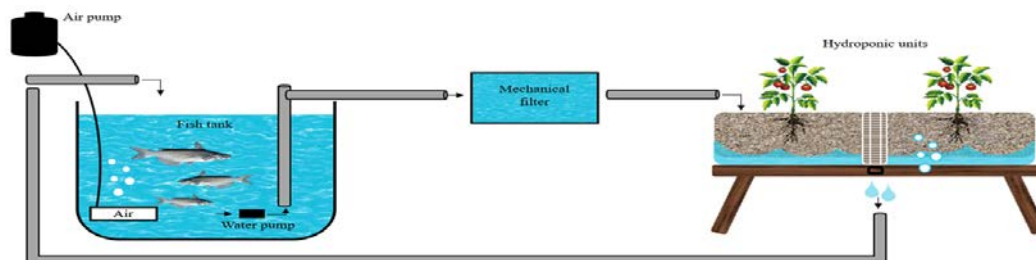 Air pump
Hydroponic units
Mechanical
filter
Fish tank
Air
Water pump